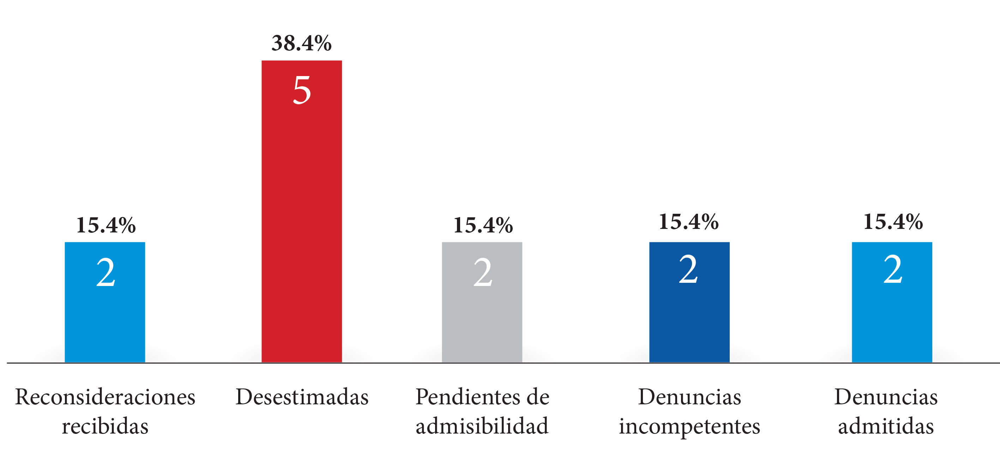 38.4%
5
15.4%
15.4%
15.4%
15.4%
2
2
2
2
Reconsideraciones
recibidas
Desestimadas
Pendientes de
admisibilidad
Denuncias
incompetentes
Denuncias
admitidas